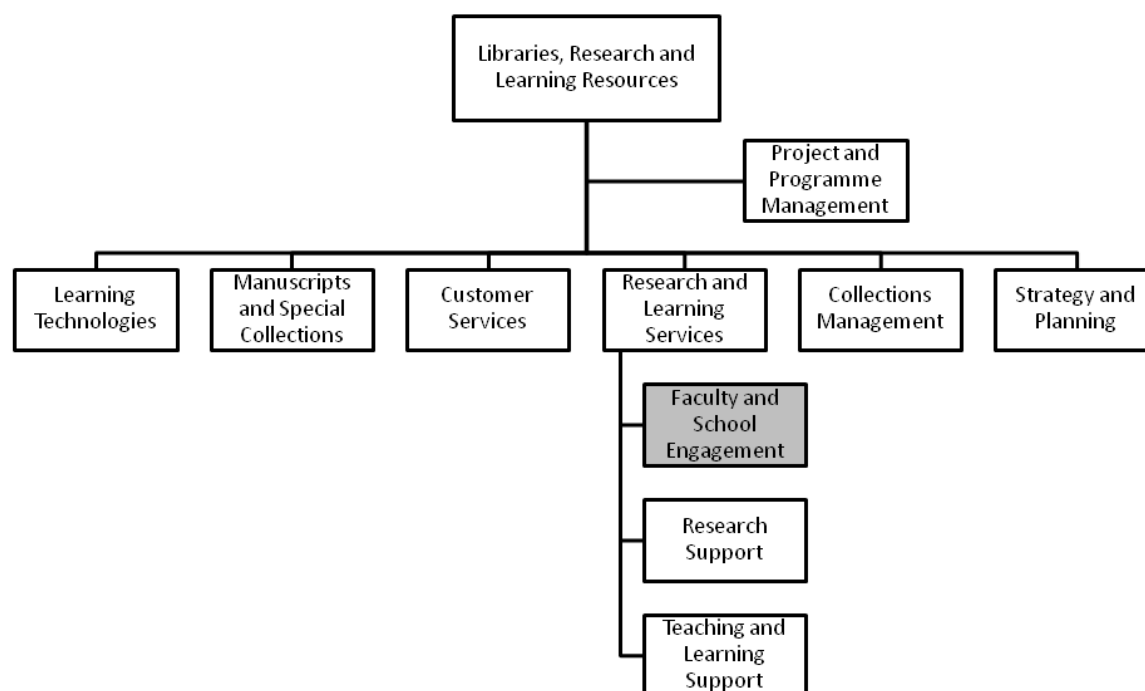 Libraries, Research and
Learning Resources
Project and
Programme
Management
Learning
Technologies
Manuscripts
and Special
Collections
Customer
Services
Research and
Learning
Services
Collections
Management
Strategy and
Planning
Faculty and
School
Engagement
Research
Support
Teaching and
Learning
Support